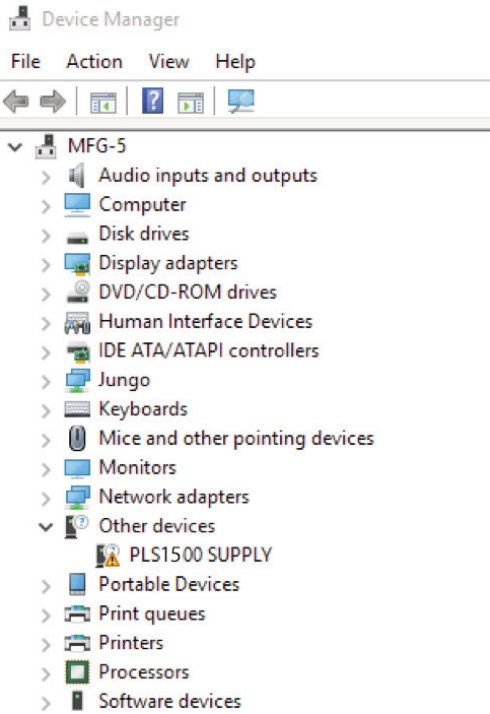 Device Manager
File Action View Help
MFG-5
Audio inputs and outputs
Computer
Disk drives
Display adapters
DVD/CD-ROM drives
Human Interface Devices
IDE ATA/ATAPI controllers
Jungo
Keyboards
Mice and other pointing devices
Monitors
Network adapters
Other devices
PLS1500 SUPPLY
Portable Devices
Print queues
Printers
Processors
Software devices